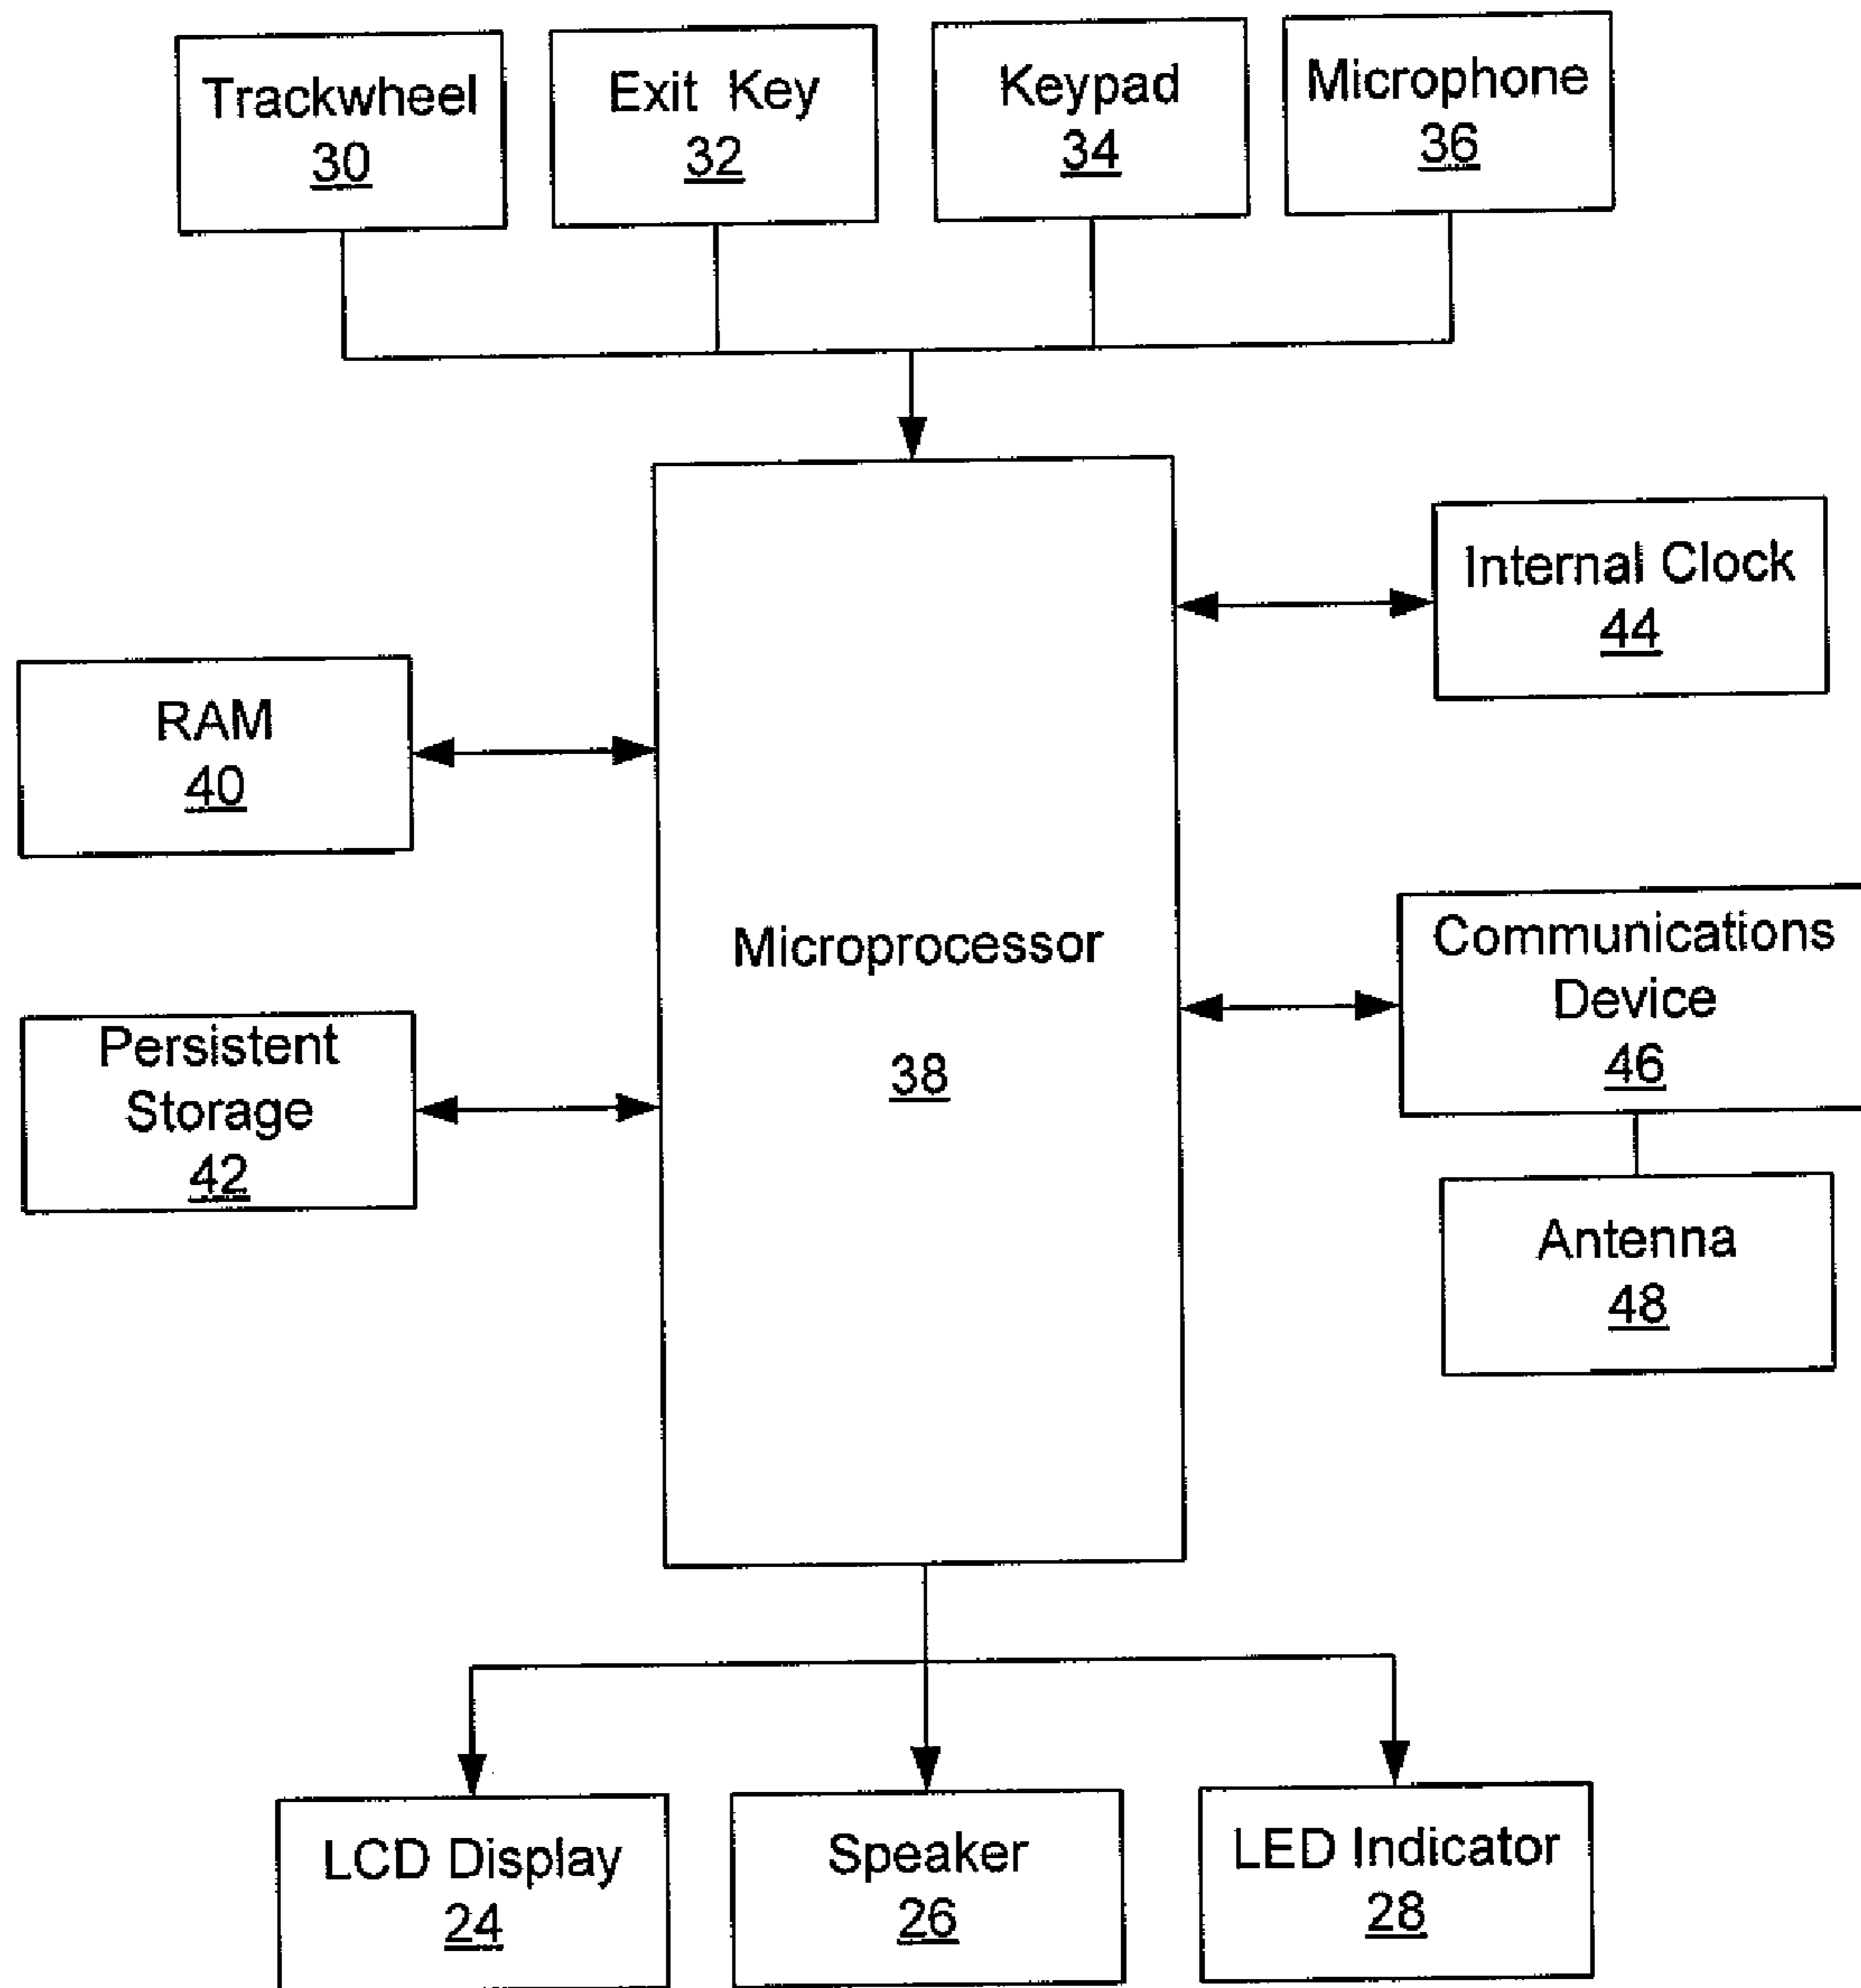 Trackwheel
30
Exit Key
32
Keypad
34
Microphone
36
Internal Clock
44
RAM
40
Microprocessor
38
Communications
Device
46
Persistent
Storage
42
Antenna
48
LCD Display
24
Speaker
26
LED Indicator
28